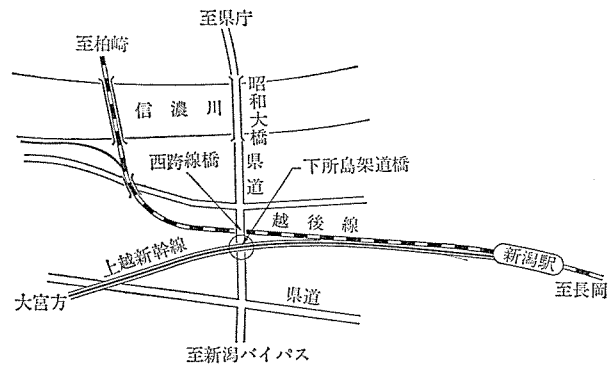 至県庁
至柏崎
信濃川
昭和大橋
県道
西跨線橋
下所島架道橋
越後線
上越新幹線
新潟駅
至長岡
大宮方
県道
至新潟バイパス